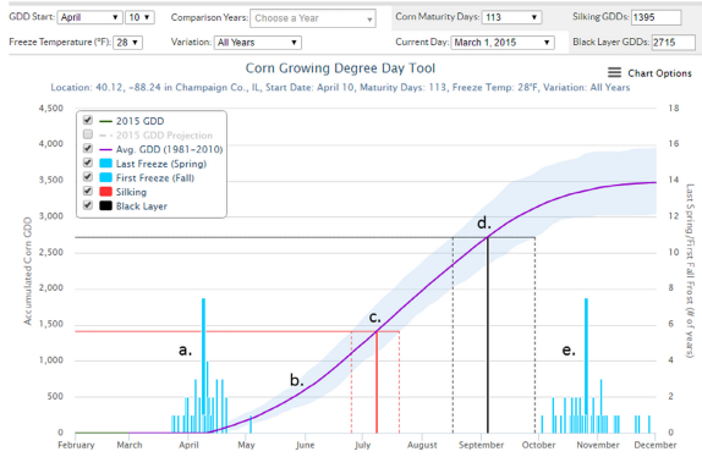 GDD Start: April 10 Comparison Years: Choose a Year Corn Maturity Days: 113 Silking GDDs: 1395
Freeze Temperature (°F): 28 Variation: All Years Current Day: March 1, 2015 Black Layer GDDs: 2715
Corn Growing Degree Day Tool
Chart Options
Location: 40.12, -88.24 in Champaign Co., IL, Start Date: April 10, Maturity Days: 113, Freeze Temp: 28°F, Variation: All Years
4,500
4,000
3,500
3,000
2,500
2,000
1,500
1,000
500
0
Accumulated Corn GDD
2015 GDD
2015 GDD Projection
Avg. GDD (1981-2010)
Last Freeze (Spring)
First Freeze (Fall)
Silking
Black Layer
a.
b.
c.
d.
e.
18
16
14
12
10
8
6
4
2
0
Last Spring/First Fall Frost (# of years)
February March April May June July August September October November December